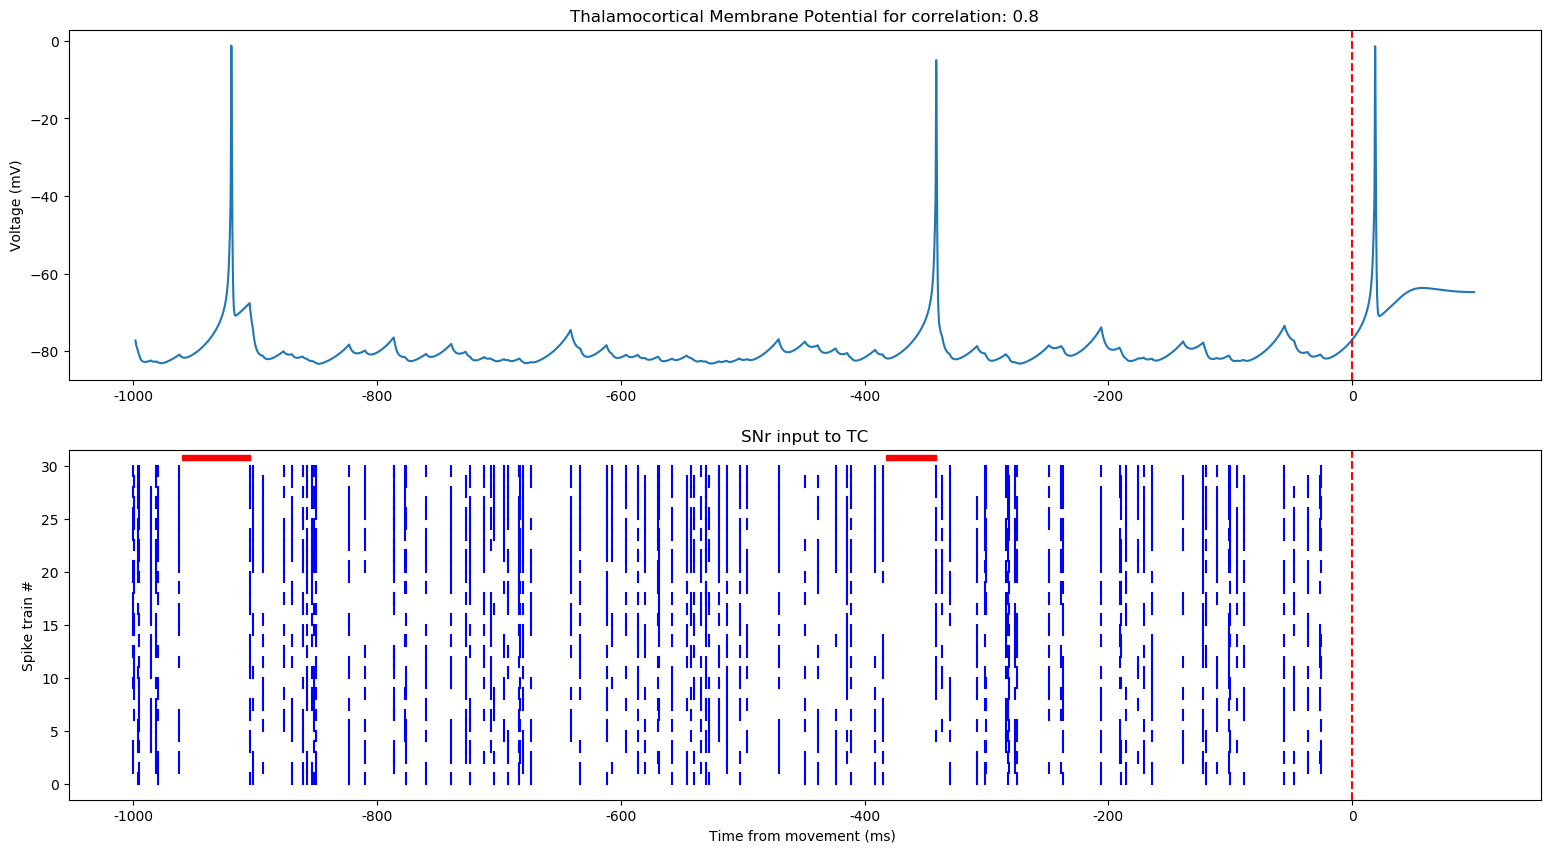 Thalamocortical Membrane Potential for correlation: 0.8
Voltage (mV)
0
−20
−40
−60
−80
-1000 -800 -600 -400 -200 0
SNr input to TC
Spike train #
30
25
20
15
10
5
0
-1000 -800 -600 -400 -200 0
Time from movement (ms)